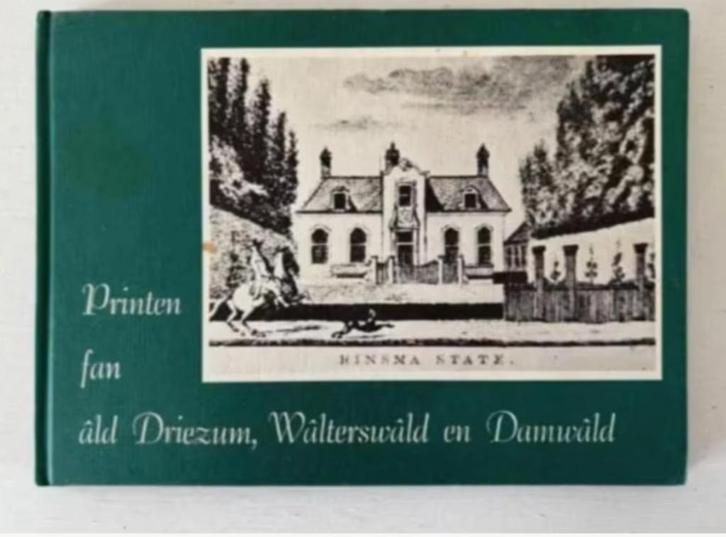 RINSMA STATE.
Printen
fan
âld Driezum, Wâlterswâld en Damwâld